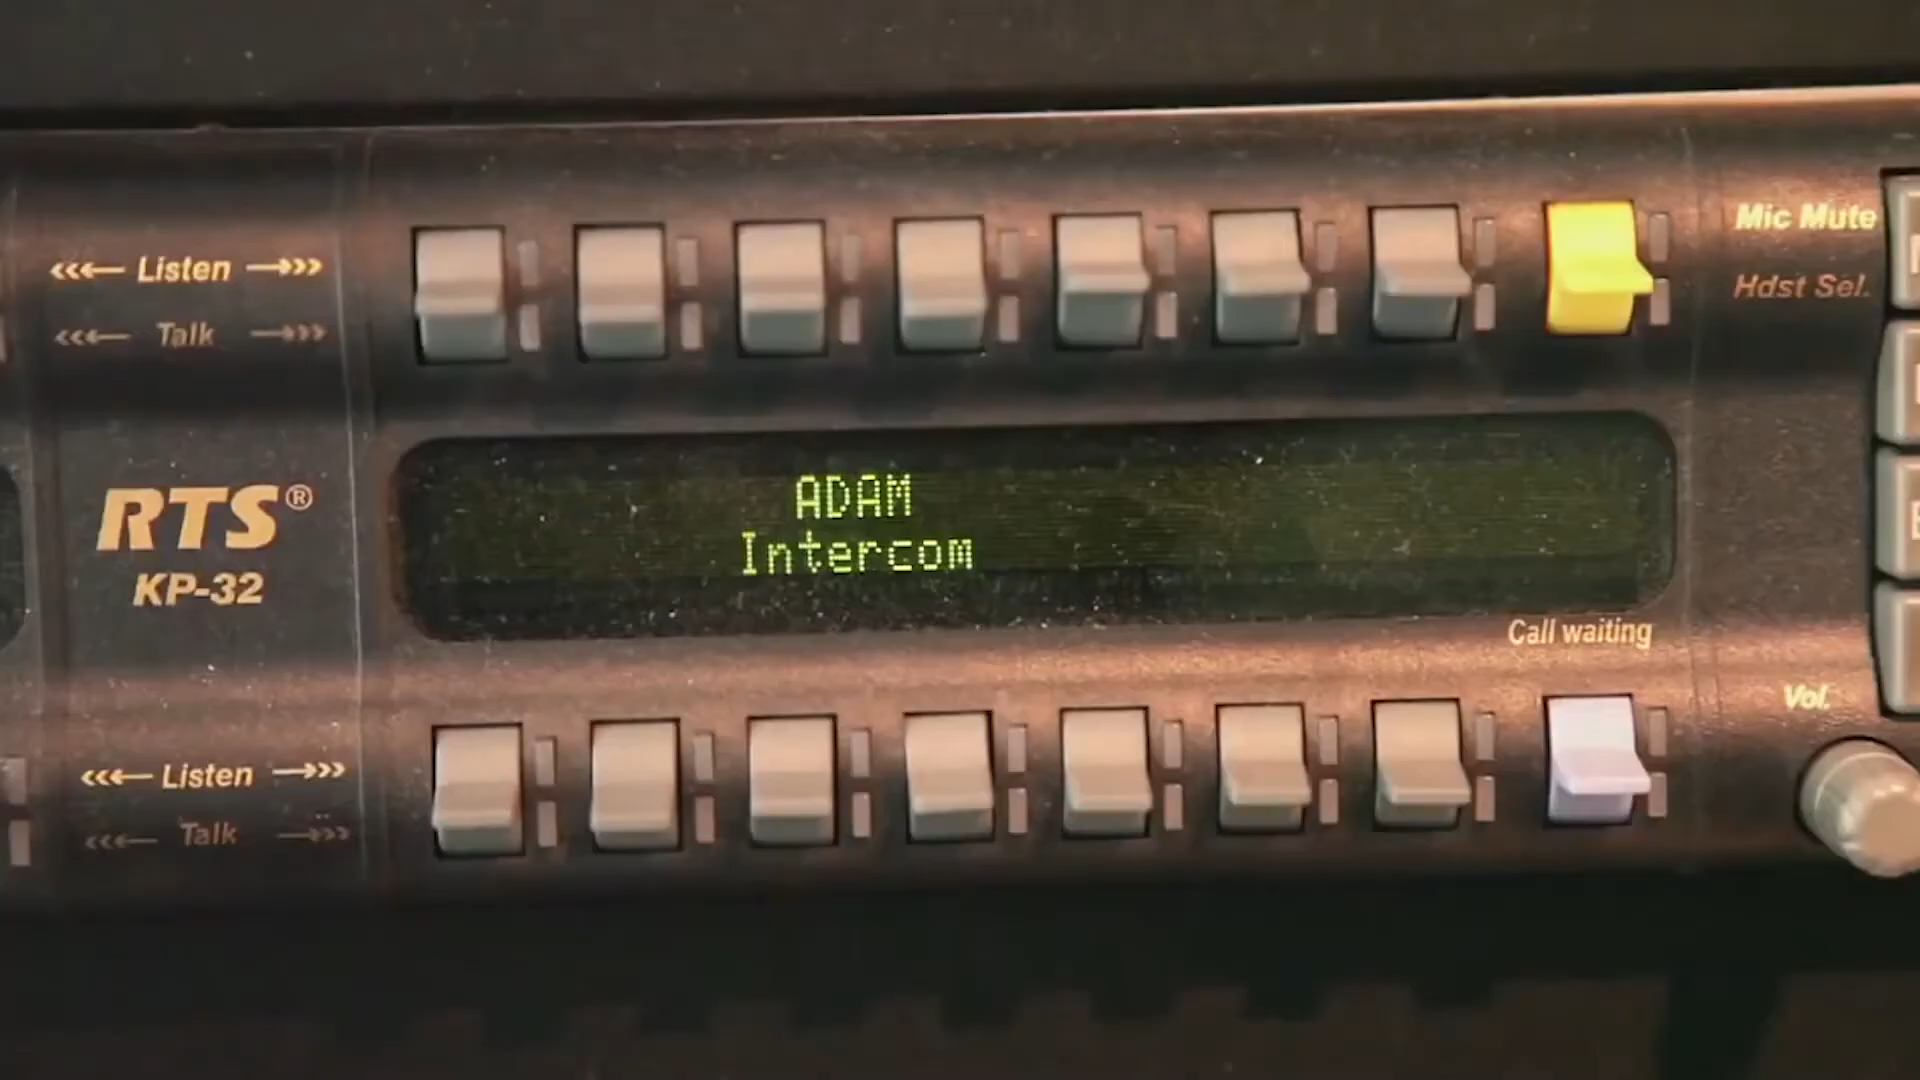 <<<— Listen —>>>
<<<— Talk —>>>
Mic Mute
Hdst Sel.
RTS®
KP-32
ADAM
Intercom
Call waiting
Vol.
<<<— Listen —>>>
<<<— Talk —>>>